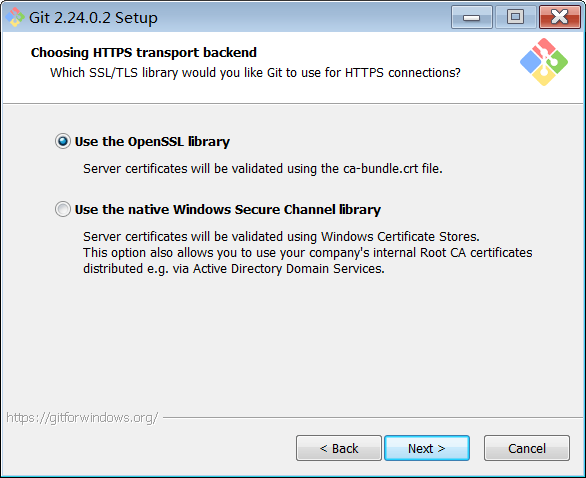 Git 2.24.0.2 Setup
Choosing HTTPS transport backend
Which SSL/TLS library would you like Git to use for HTTPS connections?
Use the OpenSSL library
Server certificates will be validated using the ca-bundle.crt file.
Use the native Windows Secure Channel library
Server certificates will be validated using Windows Certificate Stores.
This option also allows you to use your company's internal Root CA certificates
distributed e.g. via Active Directory Domain Services.
https://gitforwindows.org/
< Back
Next >
Cancel